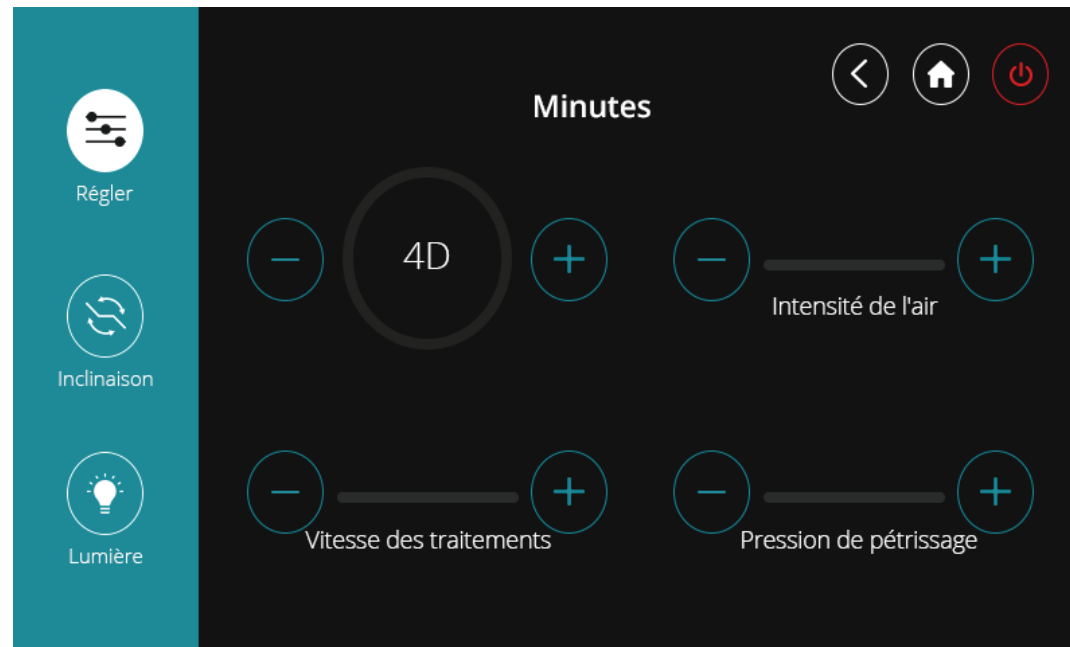 Minutes
Régler
4D
Intensité de l'air
Inclinaison
Vitesse des traitements
Pression de pétrissage
Lumière